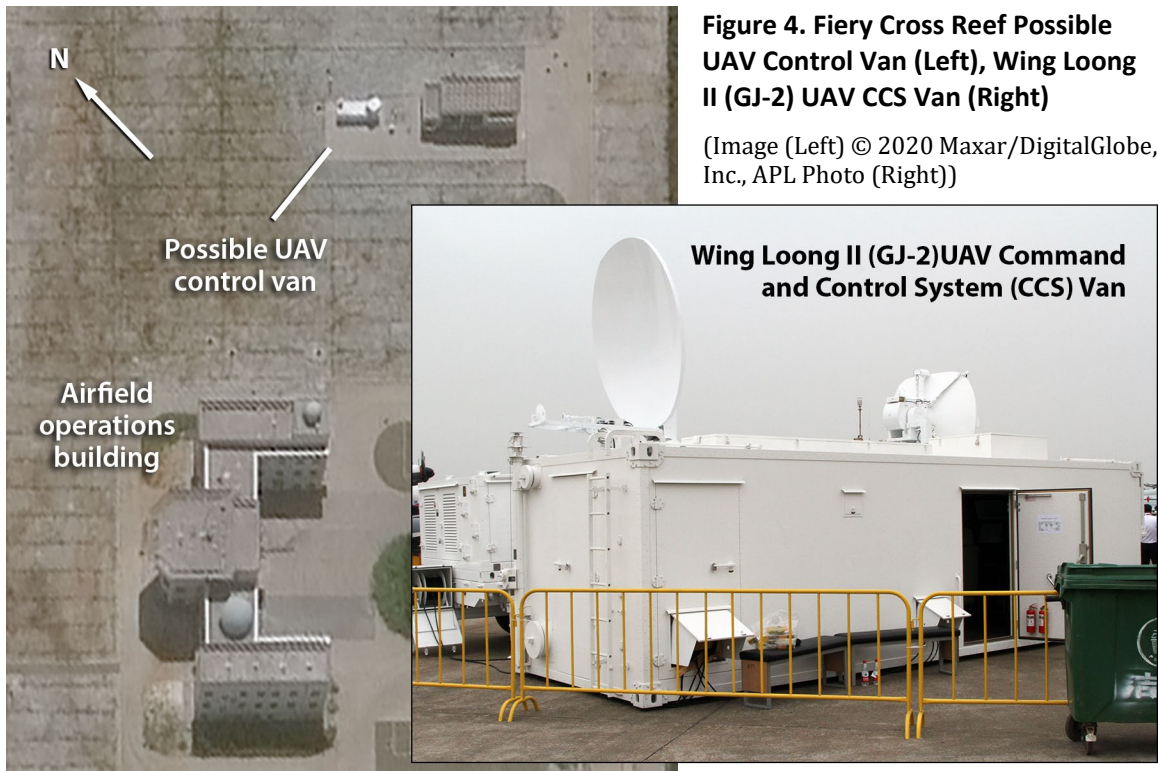 Figure 4. Fiery Cross Reef Possible
UAV Control Van (Left), Wing Loong
II (GJ-2) UAV CCS Van (Right)
(Image (Left) © 2020 Maxar/DigitalGlobe,
Inc., APL Photo (Right))
N
Possible UAV
control van
Airfield
operations
building
Wing Loong II (GJ-2)UAV Command
and Control System (CCS) Van